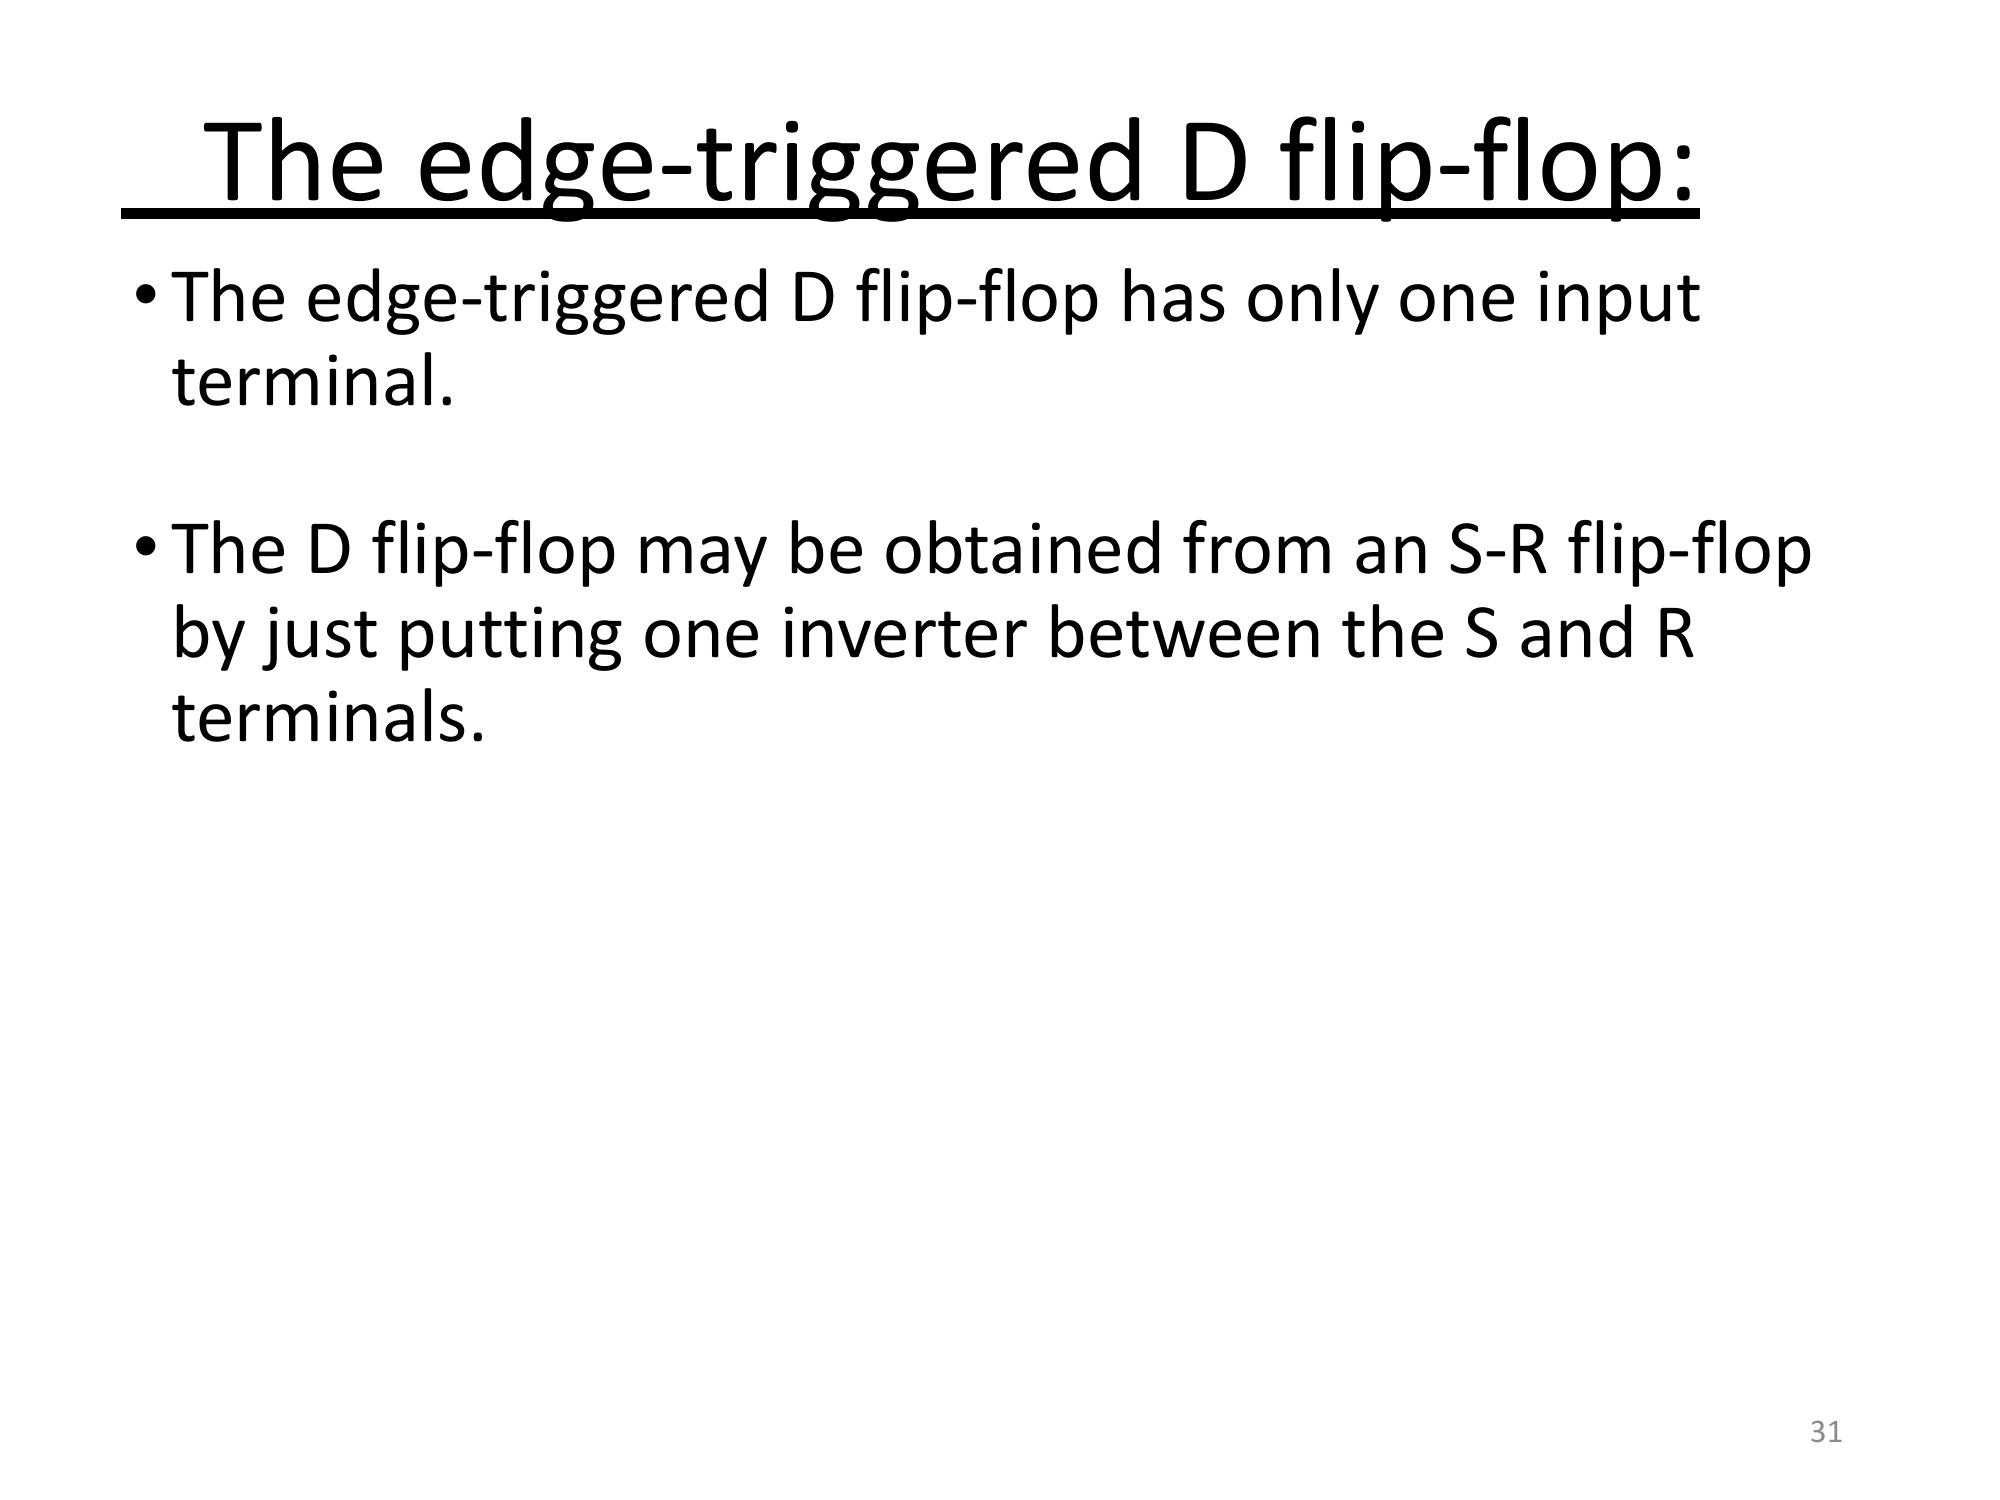 The edge-triggered D flip-flop:
• The edge-triggered D flip-flop has only one input
terminal.
• The D flip-flop may be obtained from an S-R flip-flop
by just putting one inverter between the S and R
terminals.
31